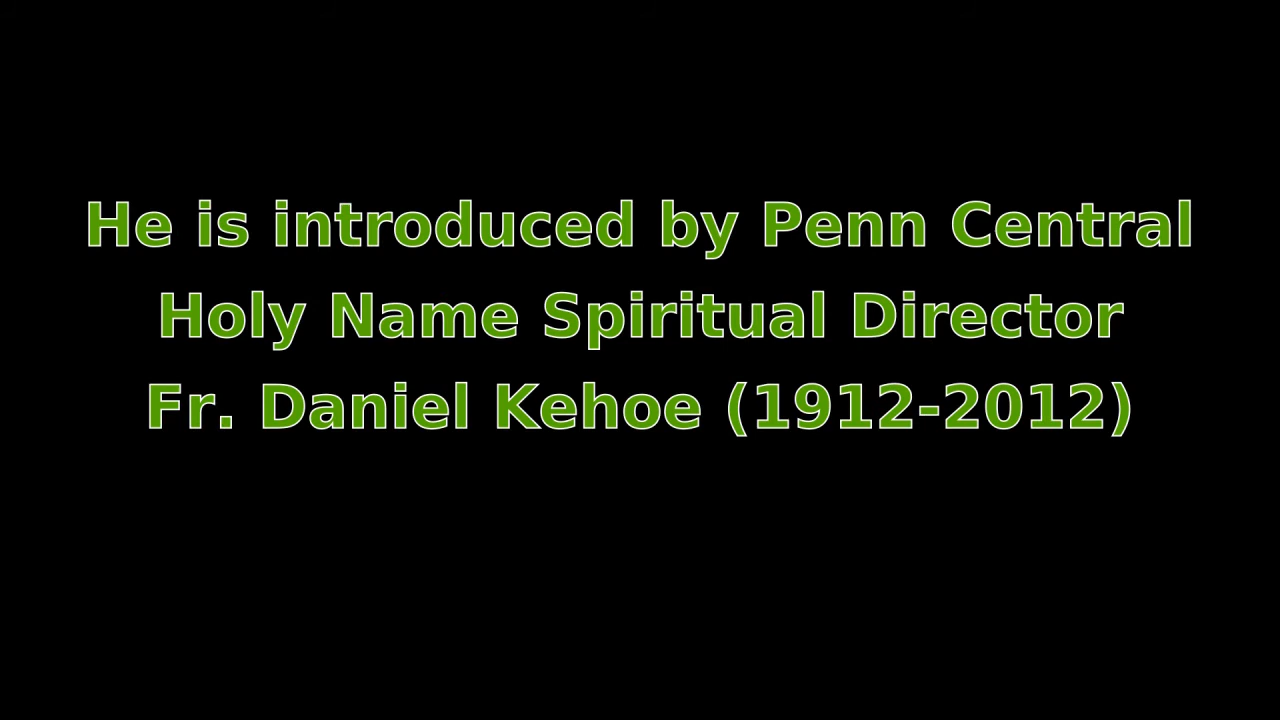 He is introduced by Penn Central
Holy Name Spiritual Director
Fr. Daniel Kehoe (1912-2012)